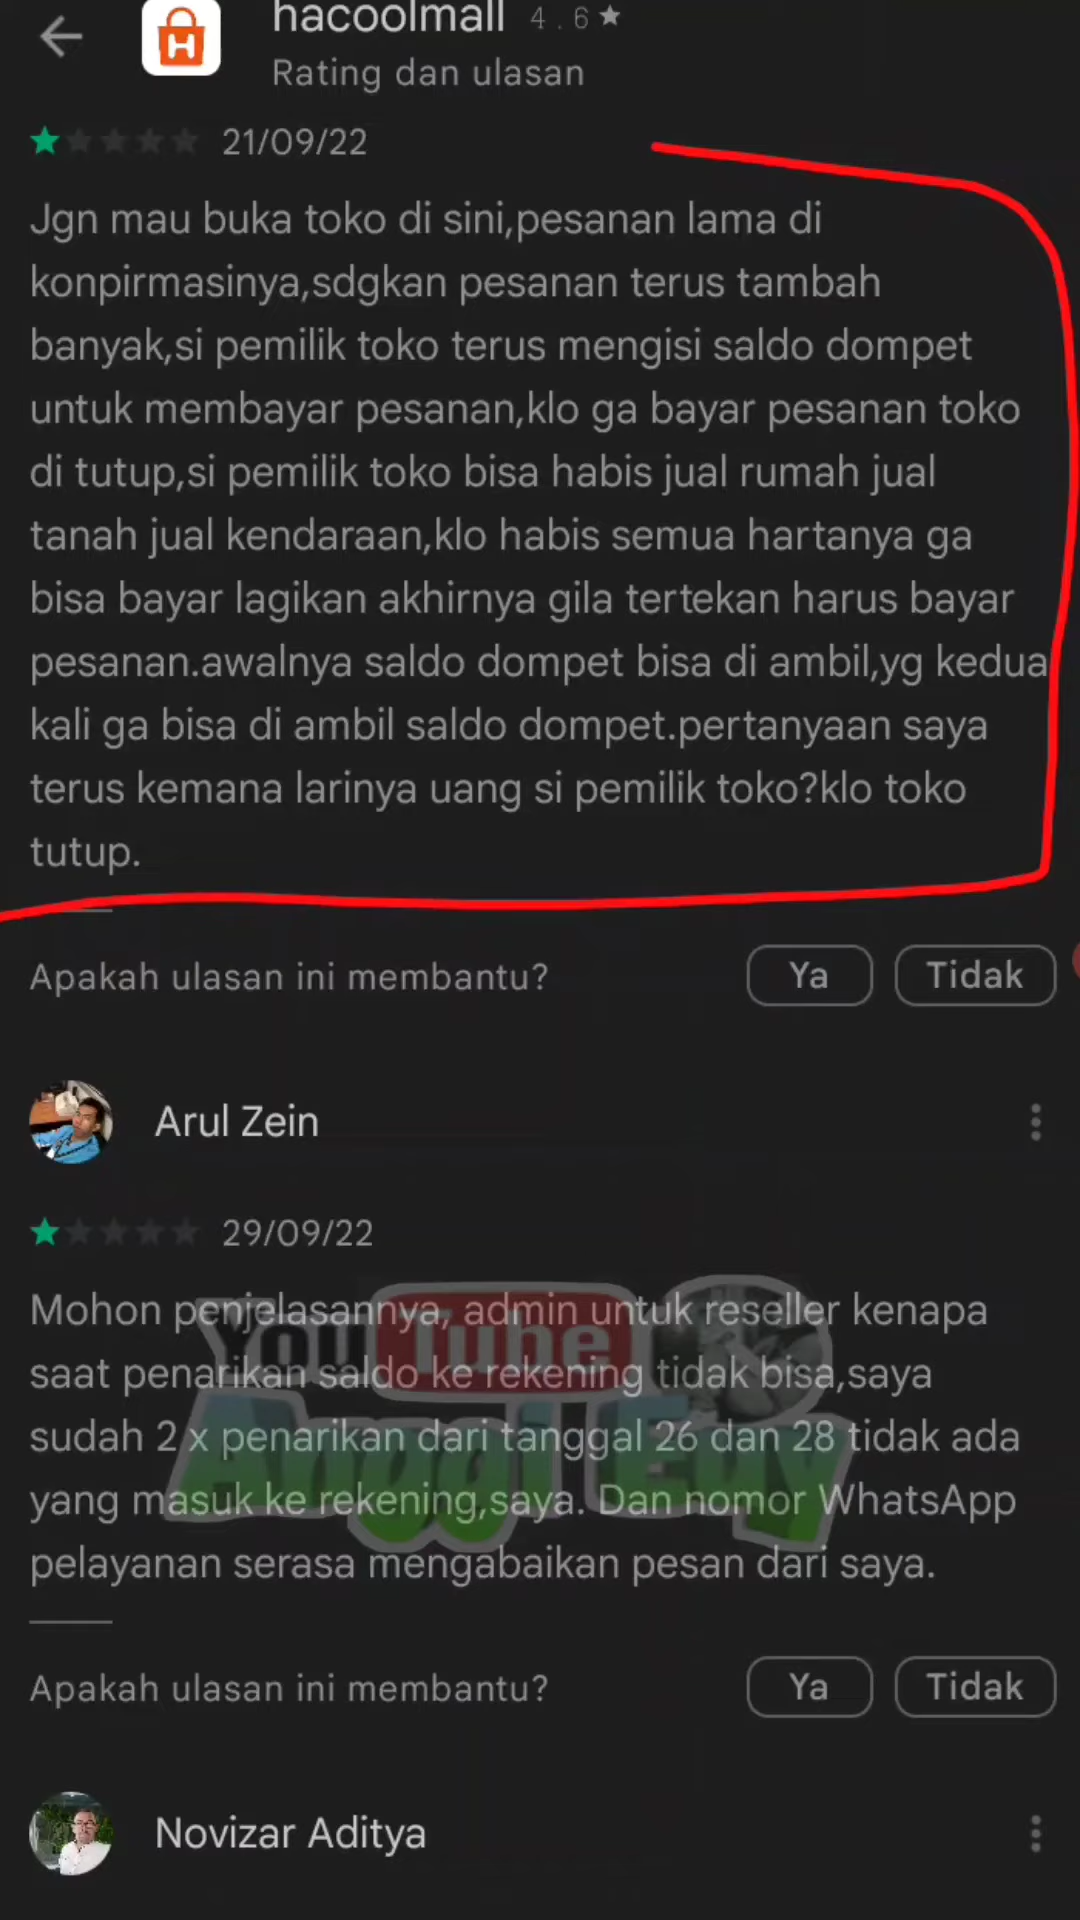 hacoolmall 4.6 ★
Rating dan ulasan
21/09/22
Jgn mau buka toko di sini,pesanan lama di
konpirmasinya,sdgkan pesanan terus tambah
banyak,si pemilik toko terus mengisi saldo dompet
untuk membayar pesanan,klo ga bayar pesanan toko
di tutup,si pemilik toko bisa habis jual rumah jual
tanah jual kendaraan,klo habis semua hartanya ga
bisa bayar lagikan akhirnya gila tertekan harus bayar
pesanan.awalnya saldo dompet bisa di ambil,yg kedua
kali ga bisa di ambil saldo dompet.pertanyaan saya
terus kemana larinya uang si pemilik toko?klo toko
tutup.
Apakah ulasan ini membantu? Ya Tidak
Arul Zein
29/09/22
Mohon penjelasannya, admin untuk reseller kenapa
saat penarikan saldo ke rekening tidak bisa,saya
sudah 2 x penarikan dari tanggal 26 dan 28 tidak ada
yang masuk ke rekening,saya. Dan nomor WhatsApp
pelayanan serasa mengabaikan pesan dari saya.
YouTube
Anggi Euy
Apakah ulasan ini membantu? Ya Tidak
Novizar Aditya